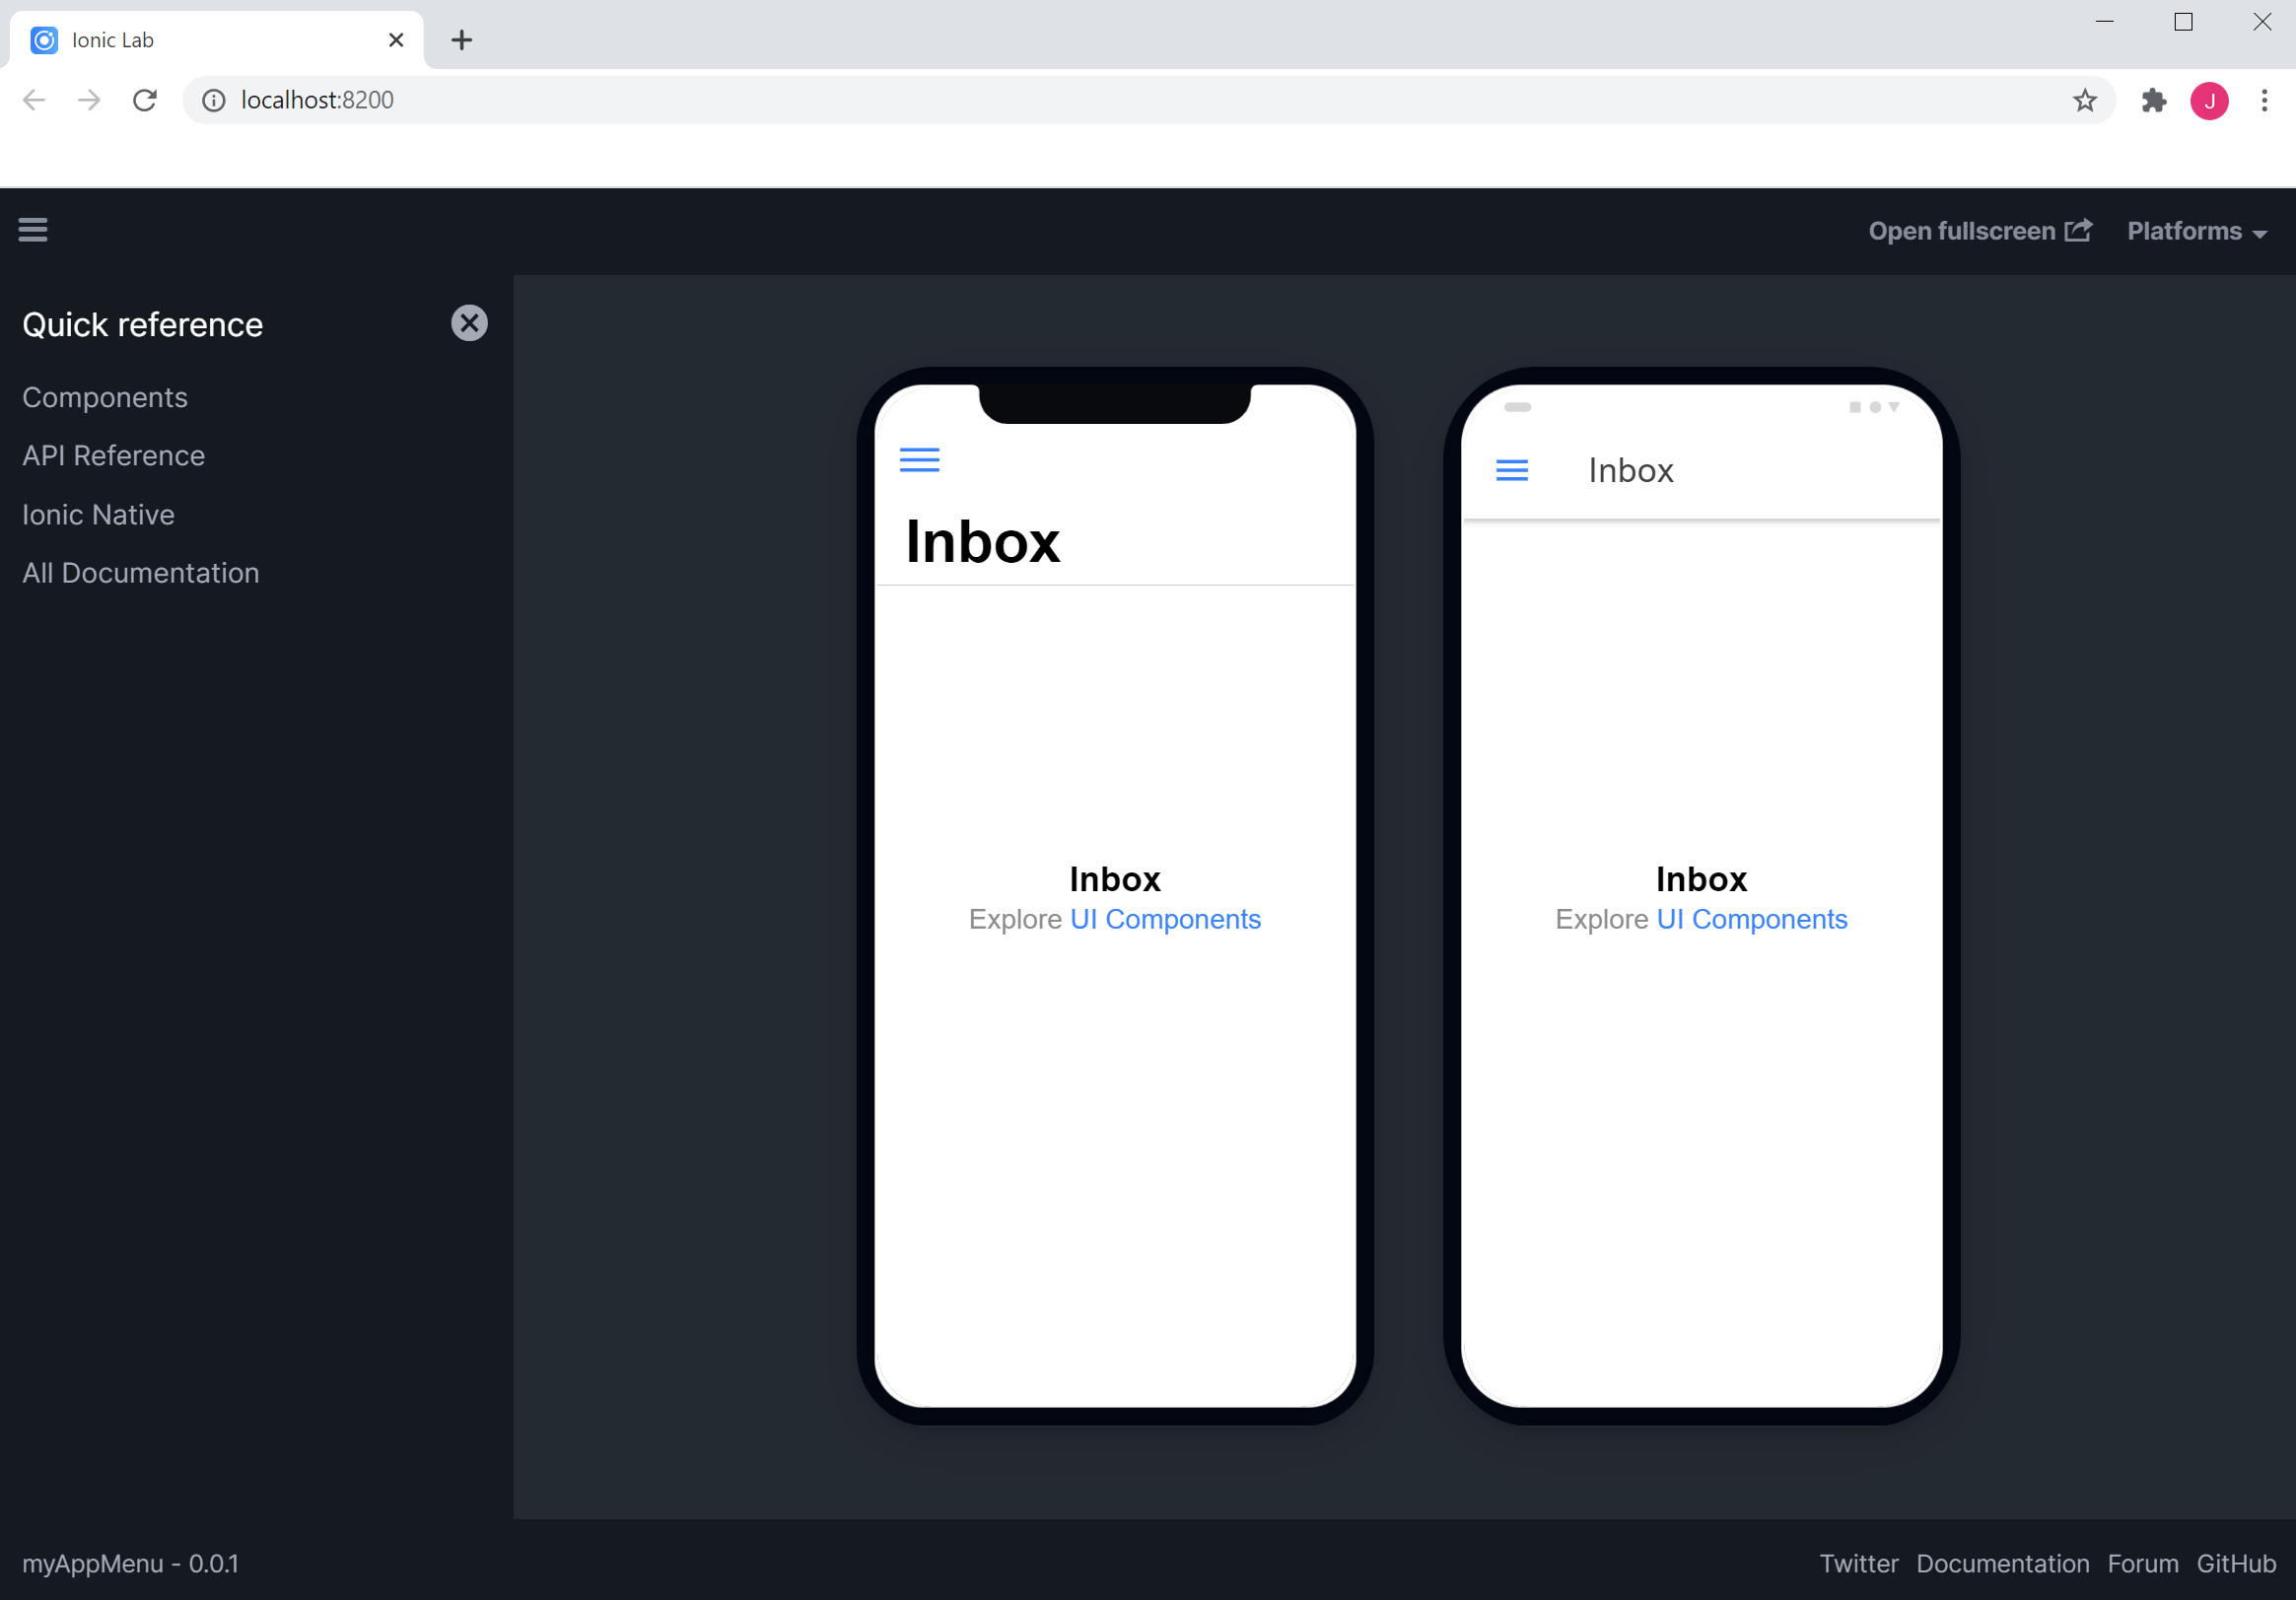 Ionic Lab
localhost:8200
J
Open fullscreen
Platforms
Quick reference
Components
API Reference
Ionic Native
All Documentation
Inbox
Inbox
Explore UI Components
Inbox
Inbox
Explore UI Components
myAppMenu - 0.0.1
Twitter Documentation Forum GitHub